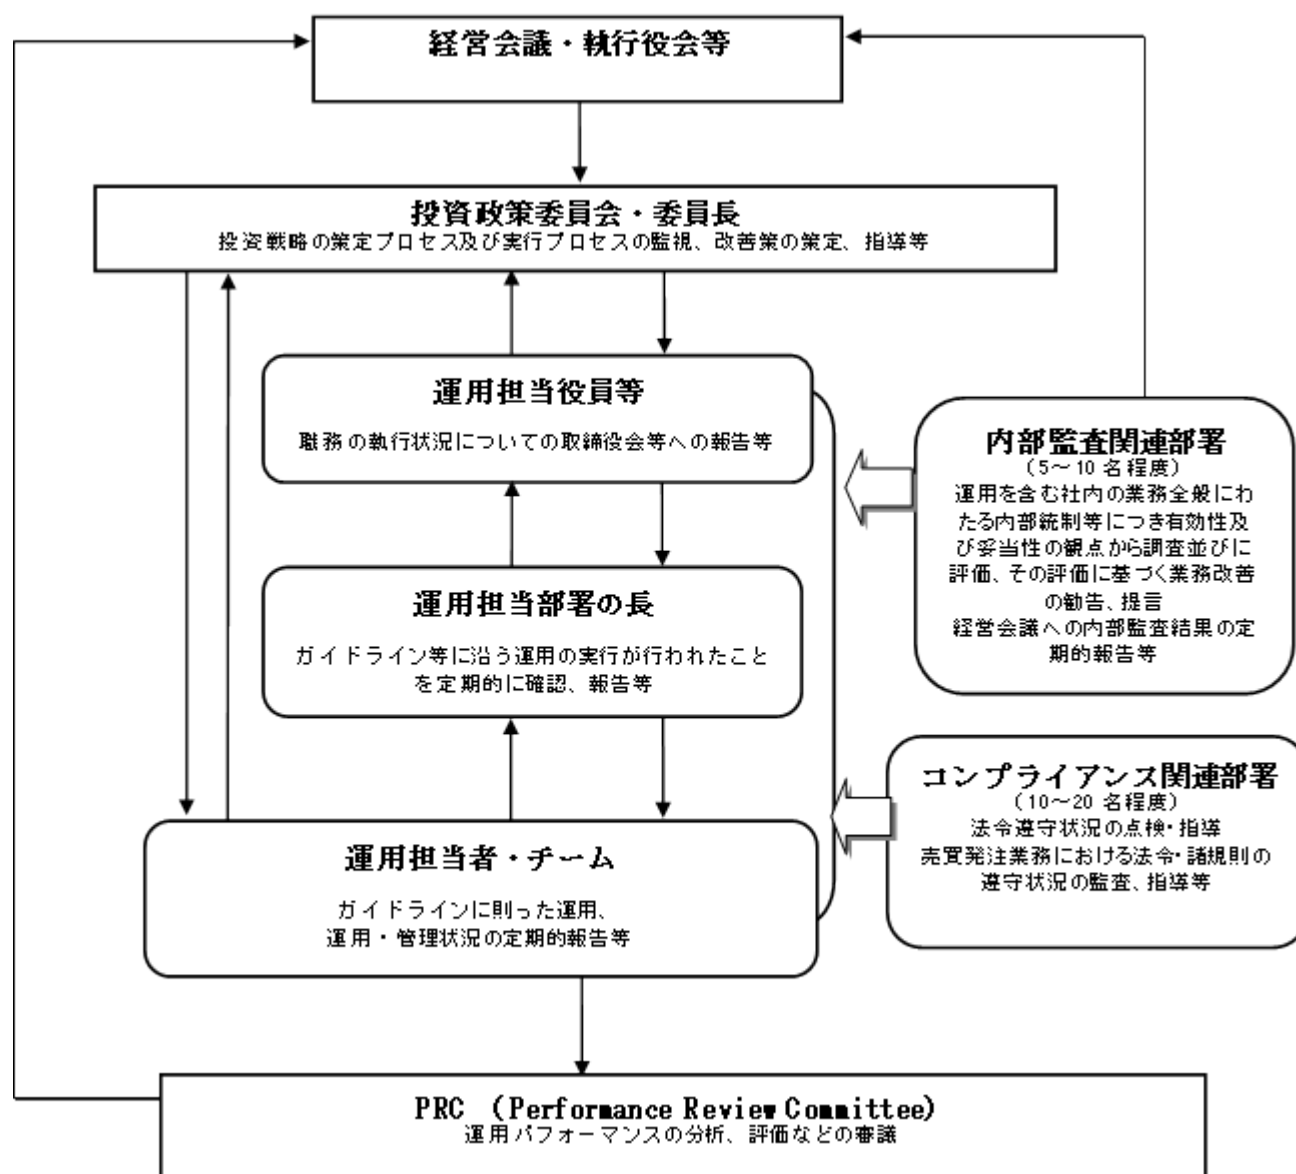 経営会議・執行役会等
投資政策委員会・委員長
投資戦略の策定プロセス及び実行プロセスの監視、改善策の策定、指導等
運用担当役員等
職務の執行状況についての取締役会等への報告等
運用担当部署の長
ガイドライン等に沿う運用の実行が行われたこと
を定期的に確認、報告等
運用担当者・チーム
ガイドラインに則った運用、
運用・管理状況の定期的報告等
内部監査関連部署
（5～10 名程度）
運用を含む社内の業務全般にわ
たる内部統制等につき有効性及
び妥当性の観点から調査並びに
評価、その評価に基づく業務改善
の勧告、提言
経営会議への内部監査結果の定
期的報告等
コンプライアンス関連部署
（10～20 名程度）
法令遵守状況の点検・指導
売買発注業務における法令・諸規則の
遵守状況の監査、指導等
PRC （Performance Review Committee)
運用パフォーマンスの分析、評価などの審議